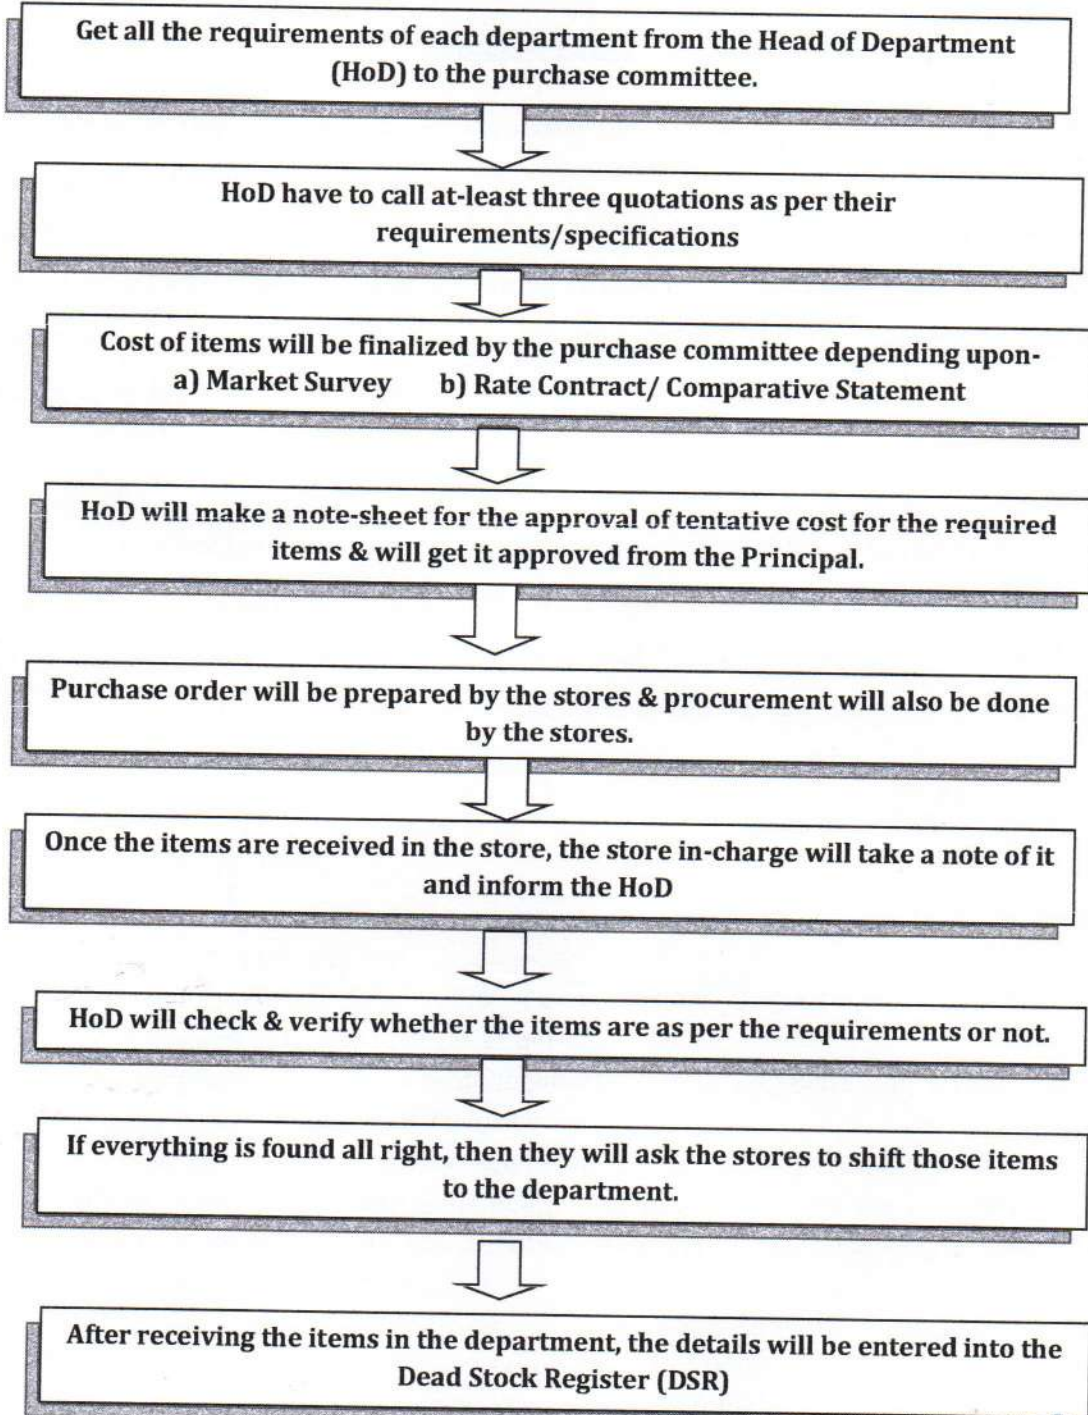 Get all the requirements of each department from the Head of Department
(HoD) to the purchase committee.
HoD have to call at-least three quotations as per their
requirements/specifications
Cost of items will be finalized by the purchase committee depending upon-
a) Market Survey b) Rate Contract/ Comparative Statement
HoD will make a note-sheet for the approval of tentative cost for the required
items & will get it approved from the Principal.
Purchase order will be prepared by the stores & procurement will also be done
by the stores.
Once the items are received in the store, the store in-charge will take a note of it
and inform the HoD
HoD will check & verify whether the items are as per the requirements or not.
If everything is found all right, then they will ask the stores to shift those items
to the department.
After receiving the items in the department, the details will be entered into the
Dead Stock Register (DSR)